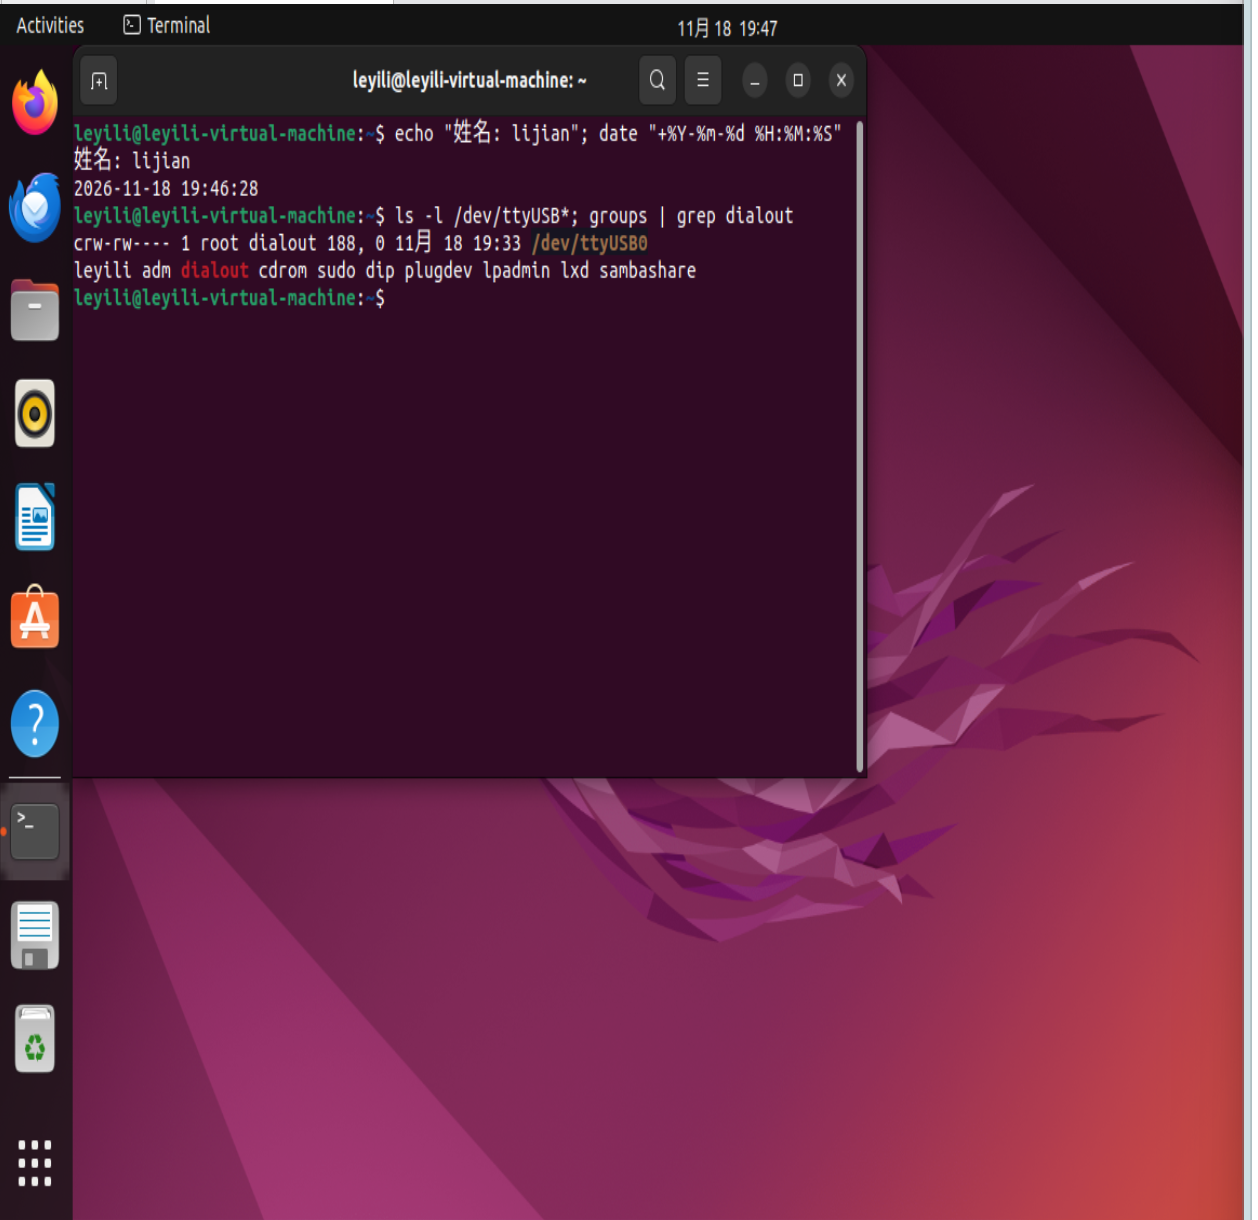 Activities Terminal 11月 18 19:47
leyili@leyili-virtual-machine: ~
leyili@leyili-virtual-machine:~$ echo "姓名: lijian"; date "+%Y-%m-%d %H:%M:%S"
姓名: lijian
2026-11-18 19:46:28
leyili@leyili-virtual-machine:~$ ls -l /dev/ttyUSB*; groups | grep dialout
crw-rw---- 1 root dialout 188, 0 11月 18 19:33 /dev/ttyUSB0
leyili adm dialout cdrom sudo dip plugdev lpadmin lxd sambashare
leyili@leyili-virtual-machine:~$